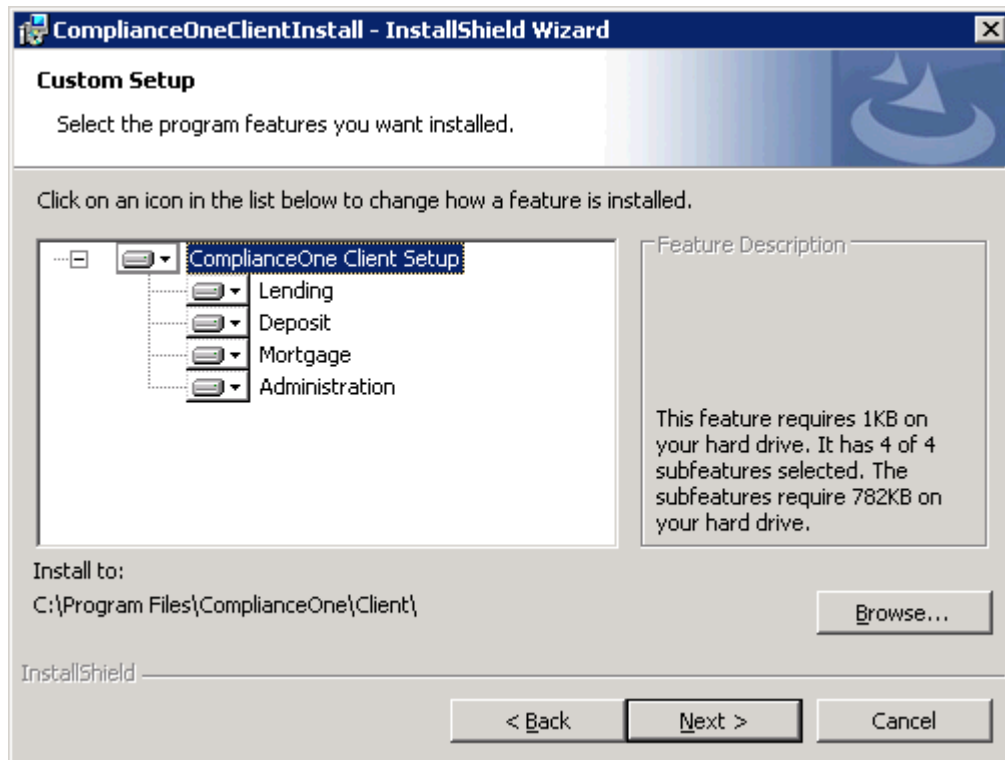 ComplianceOneClientInstall - InstallShield Wizard
Custom Setup
Select the program features you want installed.
Click on an icon in the list below to change how a feature is installed.
ComplianceOne Client Setup
Lending
Deposit
Mortgage
Administration
Feature Description
This feature requires 1KB on
your hard drive. It has 4 of 4
subfeatures selected. The
subfeatures require 782KB on
your hard drive.
Install to:
C:\Program Files\ComplianceOne\Client\
Browse...
InstallShield
< Back
Next >
Cancel